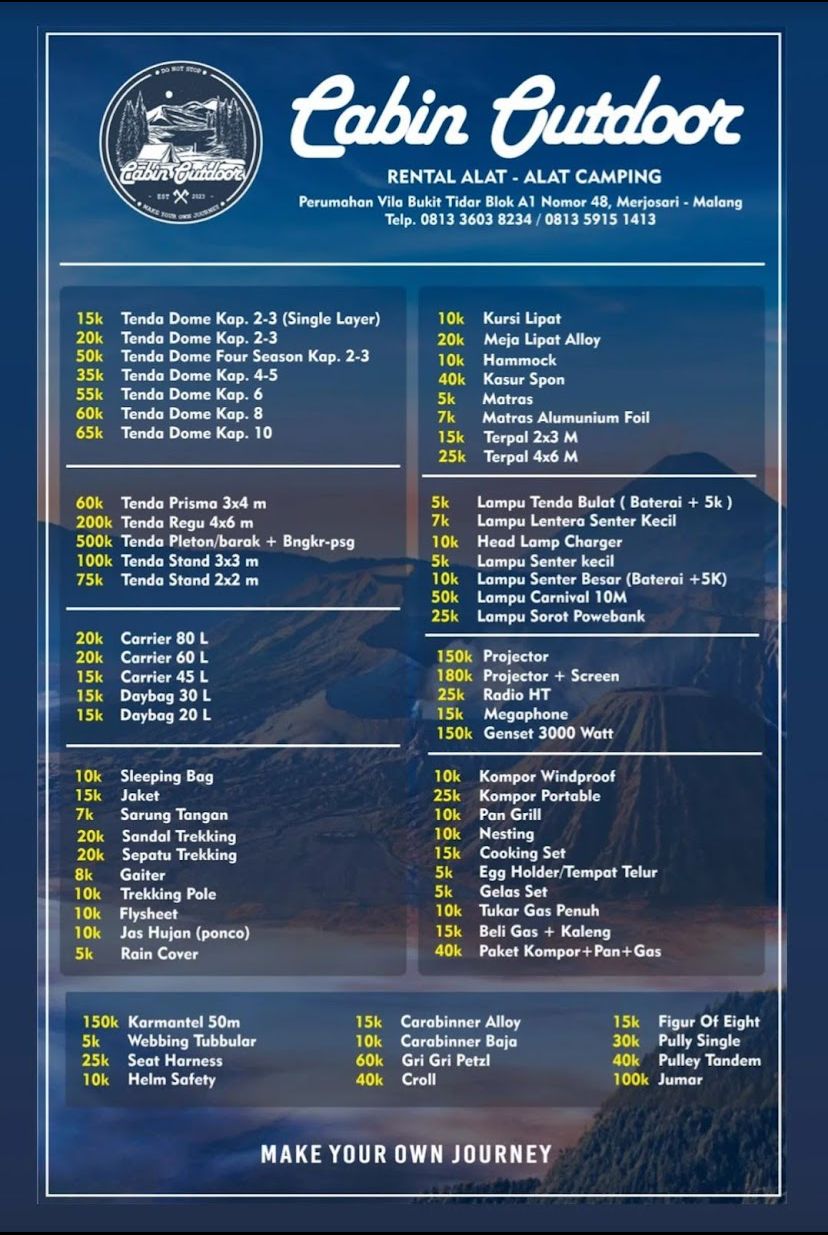 DO NOT STOP
Cabin Outdoor
EST 2023
MAKE YOUR OWN JOURNEY
Cabin Outdoor
RENTAL ALAT - ALAT CAMPING
Perumahan Vila Bukit Tidar Blok A1 Nomor 48, Merjosari - Malang
Telp. 0813 3603 8234 / 0813 5915 1413
15k Tenda Dome Kap. 2-3 (Single Layer)
20k Tenda Dome Kap. 2-3
50k Tenda Dome Four Season Kap. 2-3
35k Tenda Dome Kap. 4-5
55k Tenda Dome Kap. 6
60k Tenda Dome Kap. 8
65k Tenda Dome Kap. 10
60k Tenda Prisma 3x4 m
200k Tenda Regu 4x6 m
500k Tenda Pleton/barak + Bngkr-psg
100k Tenda Stand 3x3 m
75k Tenda Stand 2x2 m
20k Carrier 80 L
20k Carrier 60 L
15k Carrier 45 L
15k Daybag 30 L
15k Daybag 20 L
10k Sleeping Bag
15k Jaket
7k Sarung Tangan
20k Sandal Trekking
20k Sepatu Trekking
8k Gaiter
10k Trekking Pole
10k Flysheet
10k Jas Hujan (ponco)
5k Rain Cover
10k Kursi Lipat
20k Meja Lipat Alloy
10k Hammock
40k Kasur Spon
5k Matras
7k Matras Alumunium Foil
15k Terpal 2x3 M
25k Terpal 4x6 M
5k Lampu Tenda Bulat ( Baterai + 5k )
7k Lampu Lentera Senter Kecil
10k Head Lamp Charger
5k Lampu Senter kecil
10k Lampu Senter Besar (Baterai +5K)
50k Lampu Carnival 10M
25k Lampu Sorot Powebank
150k Projector
180k Projector + Screen
25k Radio HT
15k Megaphone
150k Genset 3000 Watt
10k Kompor Windproof
25k Kompor Portable
10k Pan Grill
10k Nesting
15k Cooking Set
5k Egg Holder/Tempat Telur
5k Gelas Set
10k Tukar Gas Penuh
15k Beli Gas + Kaleng
40k Paket Kompor+Pan+Gas
150k Karmantel 50m
5k Webbing Tubbular
25k Seat Harness
10k Helm Safety
15k Carabinner Alloy
10k Carabinner Baja
60k Gri Gri Petzl
40k Croll
15k Figur Of Eight
30k Pully Single
40k Pulley Tandem
100k Jumar
MAKE YOUR OWN JOURNEY